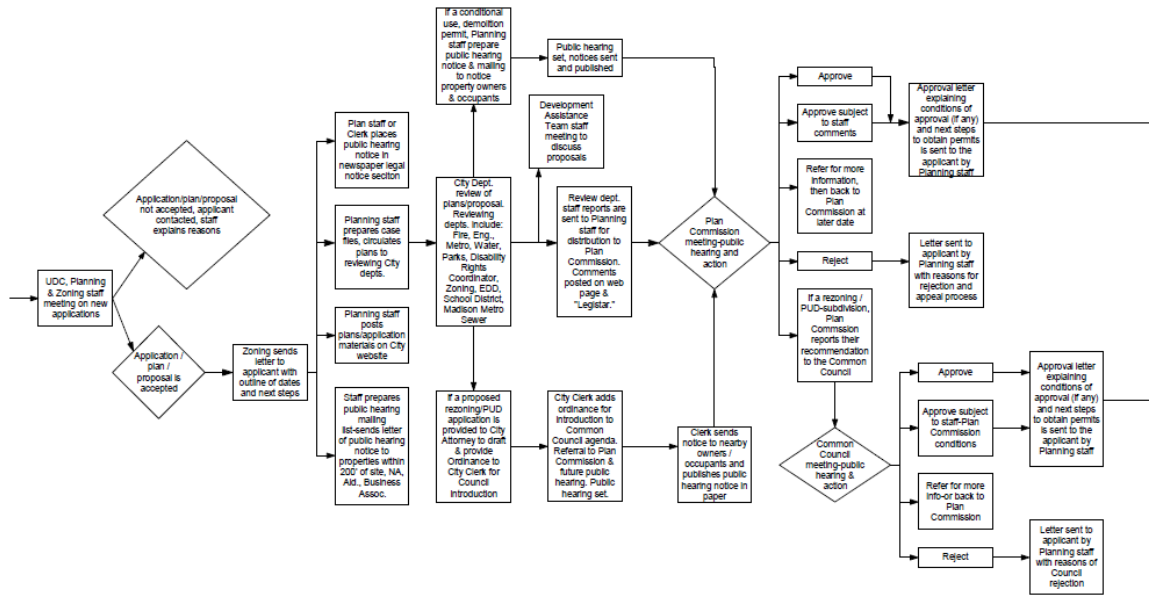 If a conditional
use, demolition
permit, Planning
staff prepare
public hearing
notice & mailing
to notice
property owners
& occupants
Public hearing
set, notices sent
and published
Development
Assistance
Team staff
meeting to
discuss
proposals
Plan staff or
Clerk places
public hearing
notice in
newspaper legal
notice seciton
Application/plan/proposal
not accepted, applicant
contacted, staff
explains reasons
Planning staff
prepares case
files, circulates
plans to
reviewing City
depts.
City Dept.
review of
plans/proposal.
Reviewing
depts. include:
Fire, Eng.,
Metro, Water,
Parks, Disability
Rights
Coordinator,
Zoning, EDD,
School District,
Madison Metro
Sewer
Review dept.
staff reports are
sent to Planning
staff for
distribution to
Plan
Commission.
Comments
posted on web
page &
"Legistar."
Plan
Commission
meeting-public
hearing and
action
Approve
Approve subject
to staff
comments
Approval letter
explaining
conditions of
approval (if any)
and next steps
to obtain permits
is sent to the
applicant by
Planning staff
Refer for more
information,
then back to
Plan
Commission at
later date
Reject
Letter sent to
applicant by
Planning staff
with reasons for
rejection and
appeal process
UDC, Planning
& Zoning staff
meeting on new
applications
Application /
plan /
proposal is
accepted
Zoning sends
letter to
applicant with
outline of dates
and next steps
Planning staff
posts
plans/application
materials on City
website
Staff prepares
public hearing
mailing
list-sends letter
of public hearing
notice to
properties within
200' of site, NA,
Ald., Business
Assoc.
If a proposed
rezoning/PUD
application is
provided to City
Attorney to draft
& provide
Ordinance to
City Clerk for
Council
Introduction
City Clerk adds
ordinance for
Introduction to
Common
Council agenda.
Referral to Plan
Commission &
future public
hearing. Public
hearing set.
Clerk sends
notice to nearby
owners /
occupants and
publishes public
hearing notice in
paper
If a rezoning /
PUD-subdivision,
Plan
Commssion
reports their
recommendation
to the Common
Council
Common
Council
meeting-public
hearing &
action
Approve
Approve subject
to staff-Plan
Commission
conditions
Approval letter
explaining
conditions of
approval (if any)
and next steps
to obtain permits
is sent to the
applicant by
Planning staff
Refer for more
info-or back to
Plan
Commission
Reject
Letter sent to
applicant by
Planning staff
with reasons of
Council
rejection